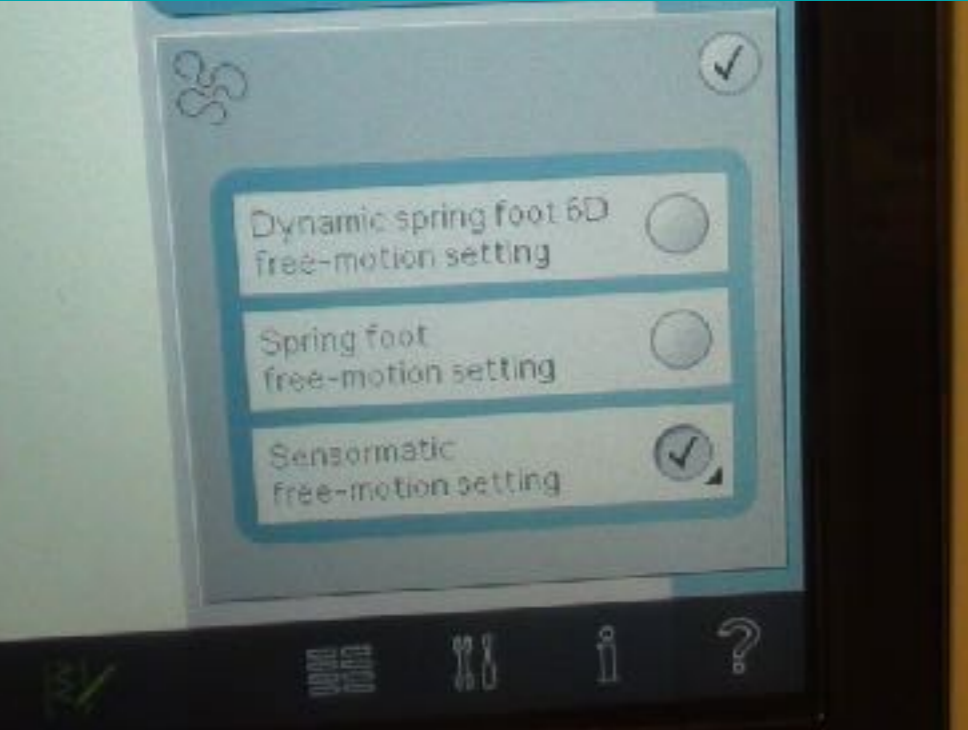 Dynamic spring foot 6D
free-motion setting
Spring foot
free-motion setting
Sensormatic
free-motion setting